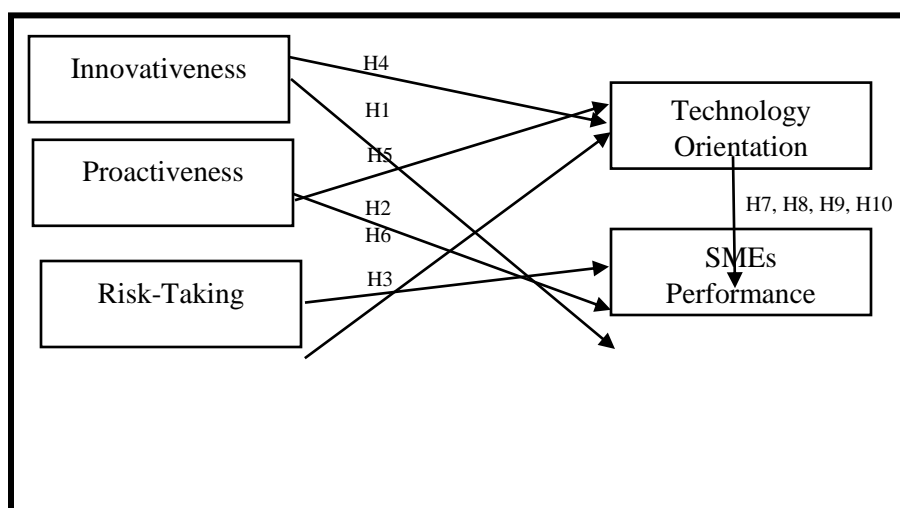 Innovativeness
H4
H1
Technology
Orientation
H5
Proactiveness
H2
H7, H8, H9, H10
H6
SMEs
Performance
Risk-Taking
H3